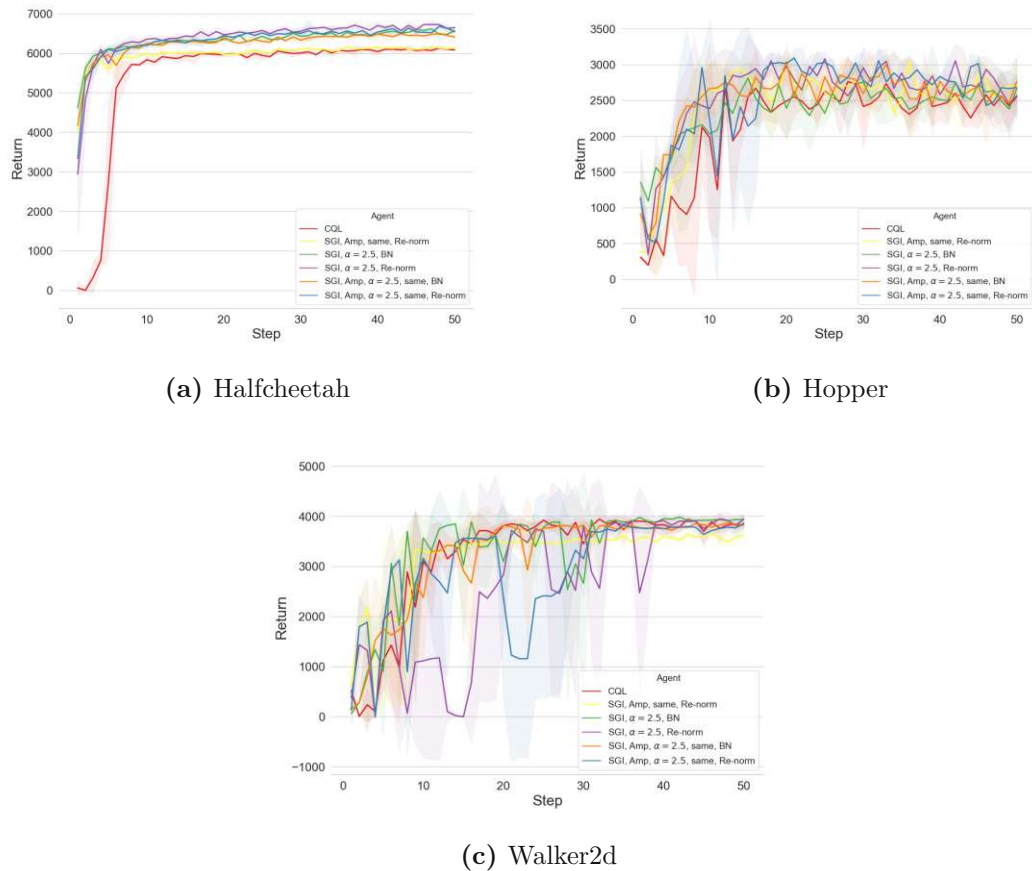 7000
6000
5000
4000
3000
2000
1000
0
Return
0
10
20
30
40
50
Step
Agent
CQL
SGI, Amp, same, Re-norm
SGI, α = 2.5, BN
SGI, α = 2.5, Re-norm
SGI, Amp, α = 2.5, same, BN
SGI, Amp, α = 2.5, same, Re-norm
(a) Halfcheetah
3500
3000
2500
2000
1500
1000
500
0
Return
0
10
20
30
40
50
Step
Agent
CQL
SGI, Amp, same, Re-norm
SGI, α = 2.5, BN
SGI, α = 2.5, Re-norm
SGI, Amp, α = 2.5, same, BN
SGI, Amp, α = 2.5, same, Re-norm
(b) Hopper
5000
4000
3000
2000
1000
0
−1000
Return
0
10
20
30
40
50
Step
Agent
CQL
SGI, Amp, same, Re-norm
SGI, α = 2.5, BN
SGI, α = 2.5, Re-norm
SGI, Amp, α = 2.5, same, BN
SGI, Amp, α = 2.5, same, Re-norm
(c) Walker2d